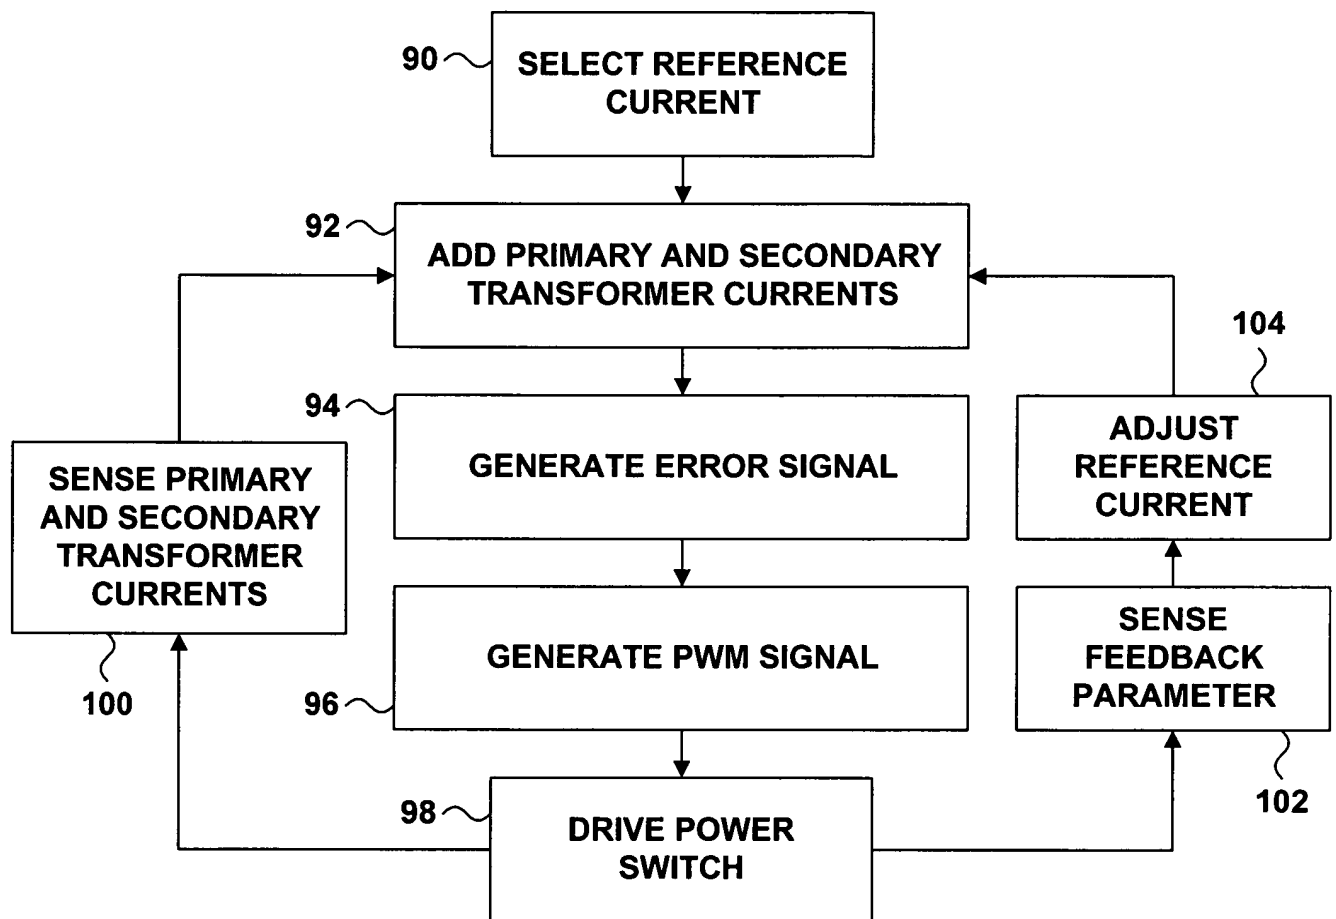 90
SELECT REFERENCE
CURRENT
92
ADD PRIMARY AND SECONDARY
TRANSFORMER CURRENTS
104
94
GENERATE ERROR SIGNAL
ADJUST
REFERENCE
CURRENT
SENSE PRIMARY
AND SECONDARY
TRANSFORMER
CURRENTS
100
GENERATE PWM SIGNAL
96
SENSE
FEEDBACK
PARAMETER
102
98
DRIVE POWER
SWITCH